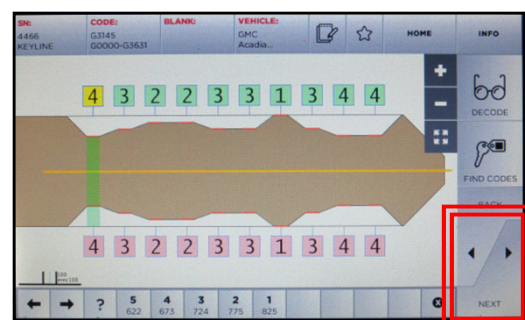 SN: CODE: BLANK: VEHICLE:
4466 G3145 GMC
KEYLINE G0000-G3631 Acadia...
HOME INFO
4 3 2 2 3 3 1 3 4 4
DECODE
FIND CODES
BACK
4 3 2 2 3 3 1 3 4 4
? 5 4 3 2 1
622 673 724 775 825
NEXT